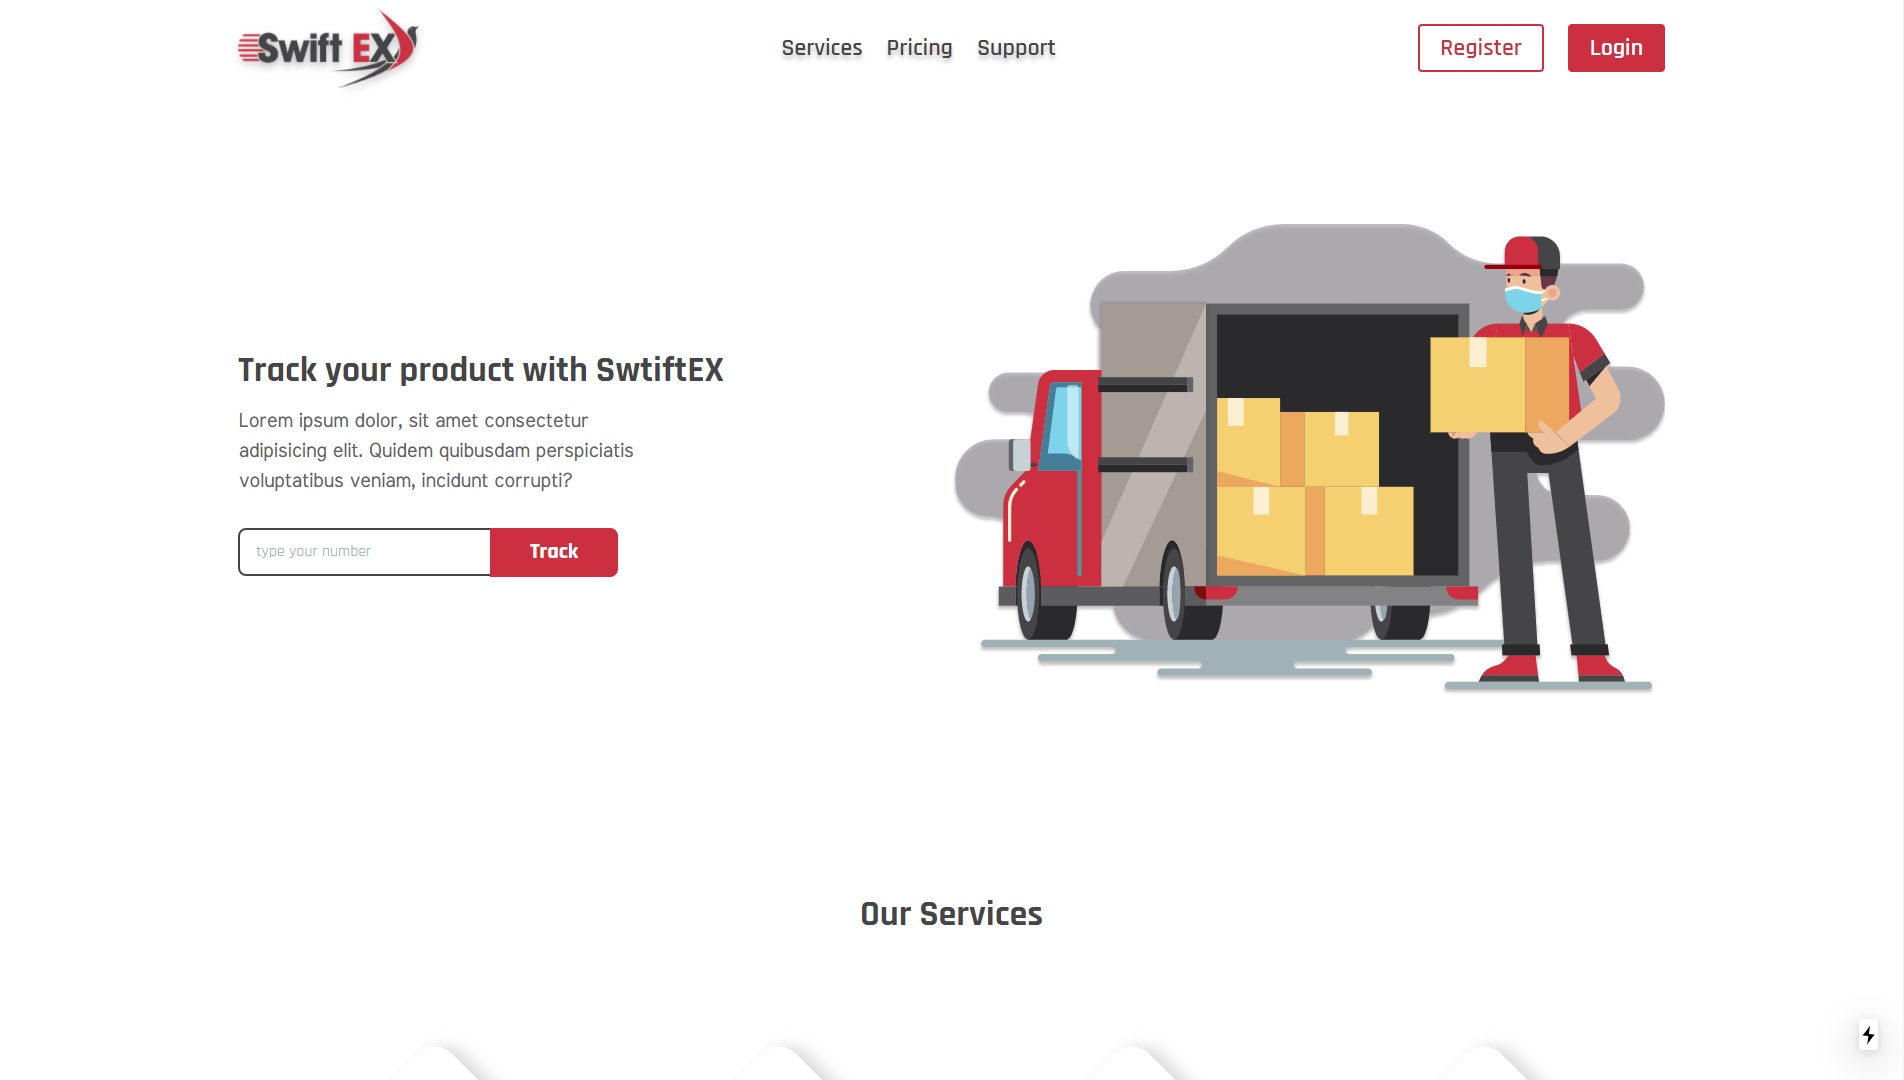 Swift EX
Services Pricing Support
Register Login
Track your product with SwtiftEX
Lorem ipsum dolor, sit amet consectetur
adipisicing elit. Quidem quibusdam perspiciatis
voluptatibus veniam, incidunt corrupti?
type your number
Track
Our Services